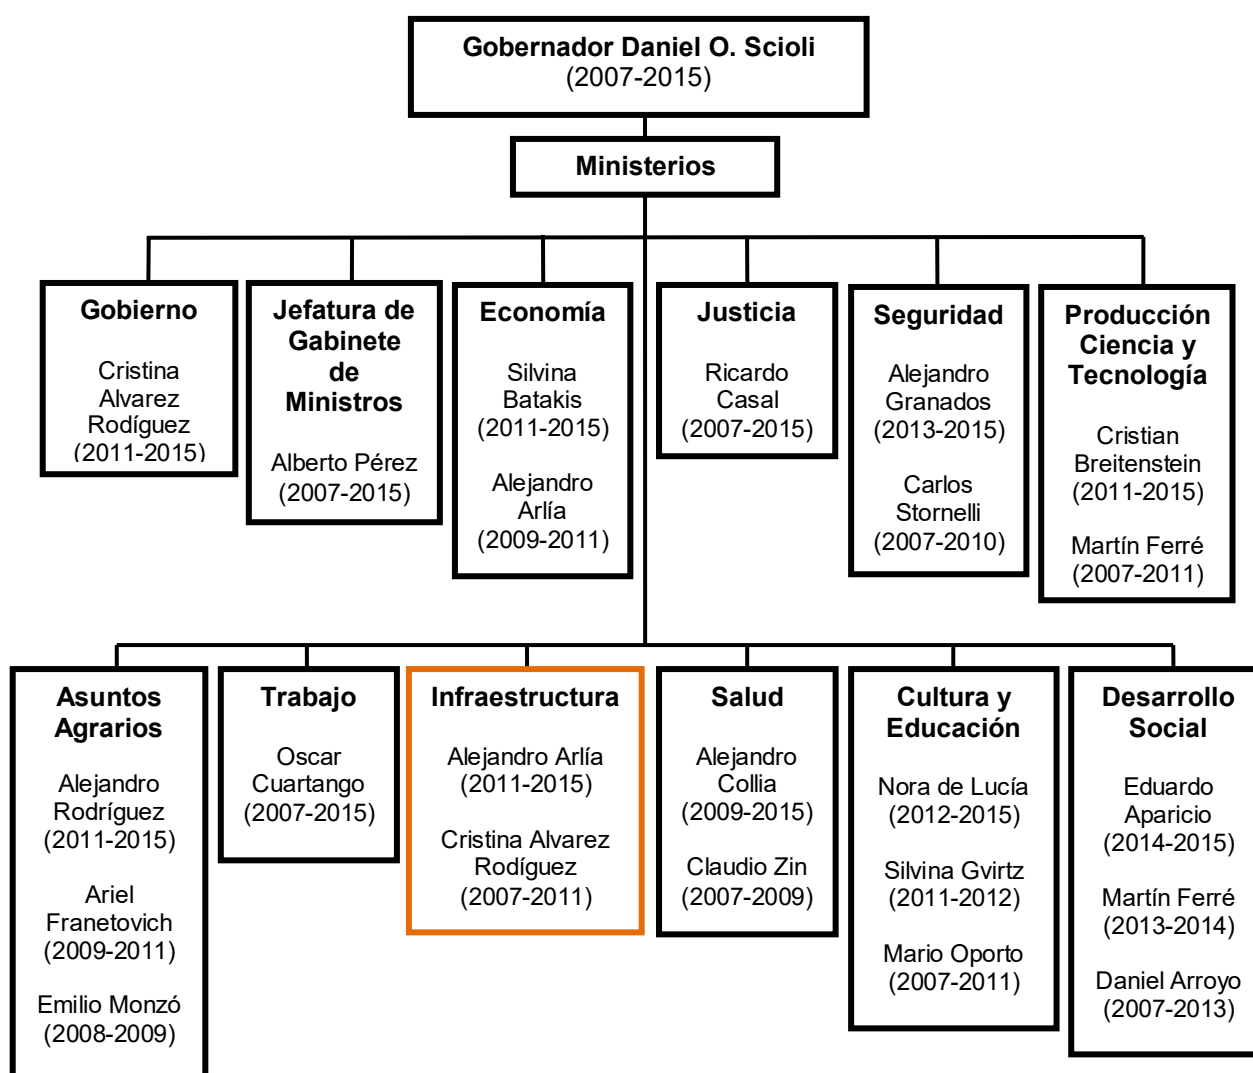 Gobernador Daniel O. Scioli
(2007-2015)
Ministerios
Gobierno
Cristina
Alvarez
Rodíguez
(2011-2015)
Jefatura de
Gabinete
de
Ministros
Alberto Pérez
(2007-2015)
Economía
Silvina
Batakis
(2011-2015)
Alejandro
Arlía
(2009-2011)
Justicia
Ricardo
Casal
(2007-2015)
Seguridad
Alejandro
Granados
(2013-2015)
Carlos
Stornelli
(2007-2010)
Producción
Ciencia y
Tecnología
Cristian
Breitenstein
(2011-2015)
Martín Ferré
(2007-2011)
Asuntos
Agrarios
Alejandro
Rodríguez
(2011-2015)
Ariel
Franetovich
(2009-2011)
Emilio Monzó
(2008-2009)
Trabajo
Oscar
Cuartango
(2007-2015)
Infraestructura
Alejandro Arlía
(2011-2015)
Cristina Alvarez
Rodíguez
(2007-2011)
Salud
Alejandro
Collia
(2009-2015)
Claudio Zin
(2007-2009)
Cultura y
Educación
Nora de Lucía
(2012-2015)
Silvina Gvirtz
(2011-2012)
Mario Oporto
(2007-2011)
Desarrollo
Social
Eduardo
Aparicio
(2014-2015)
Martín Ferré
(2013-2014)
Daniel Arroyo
(2007-2013)